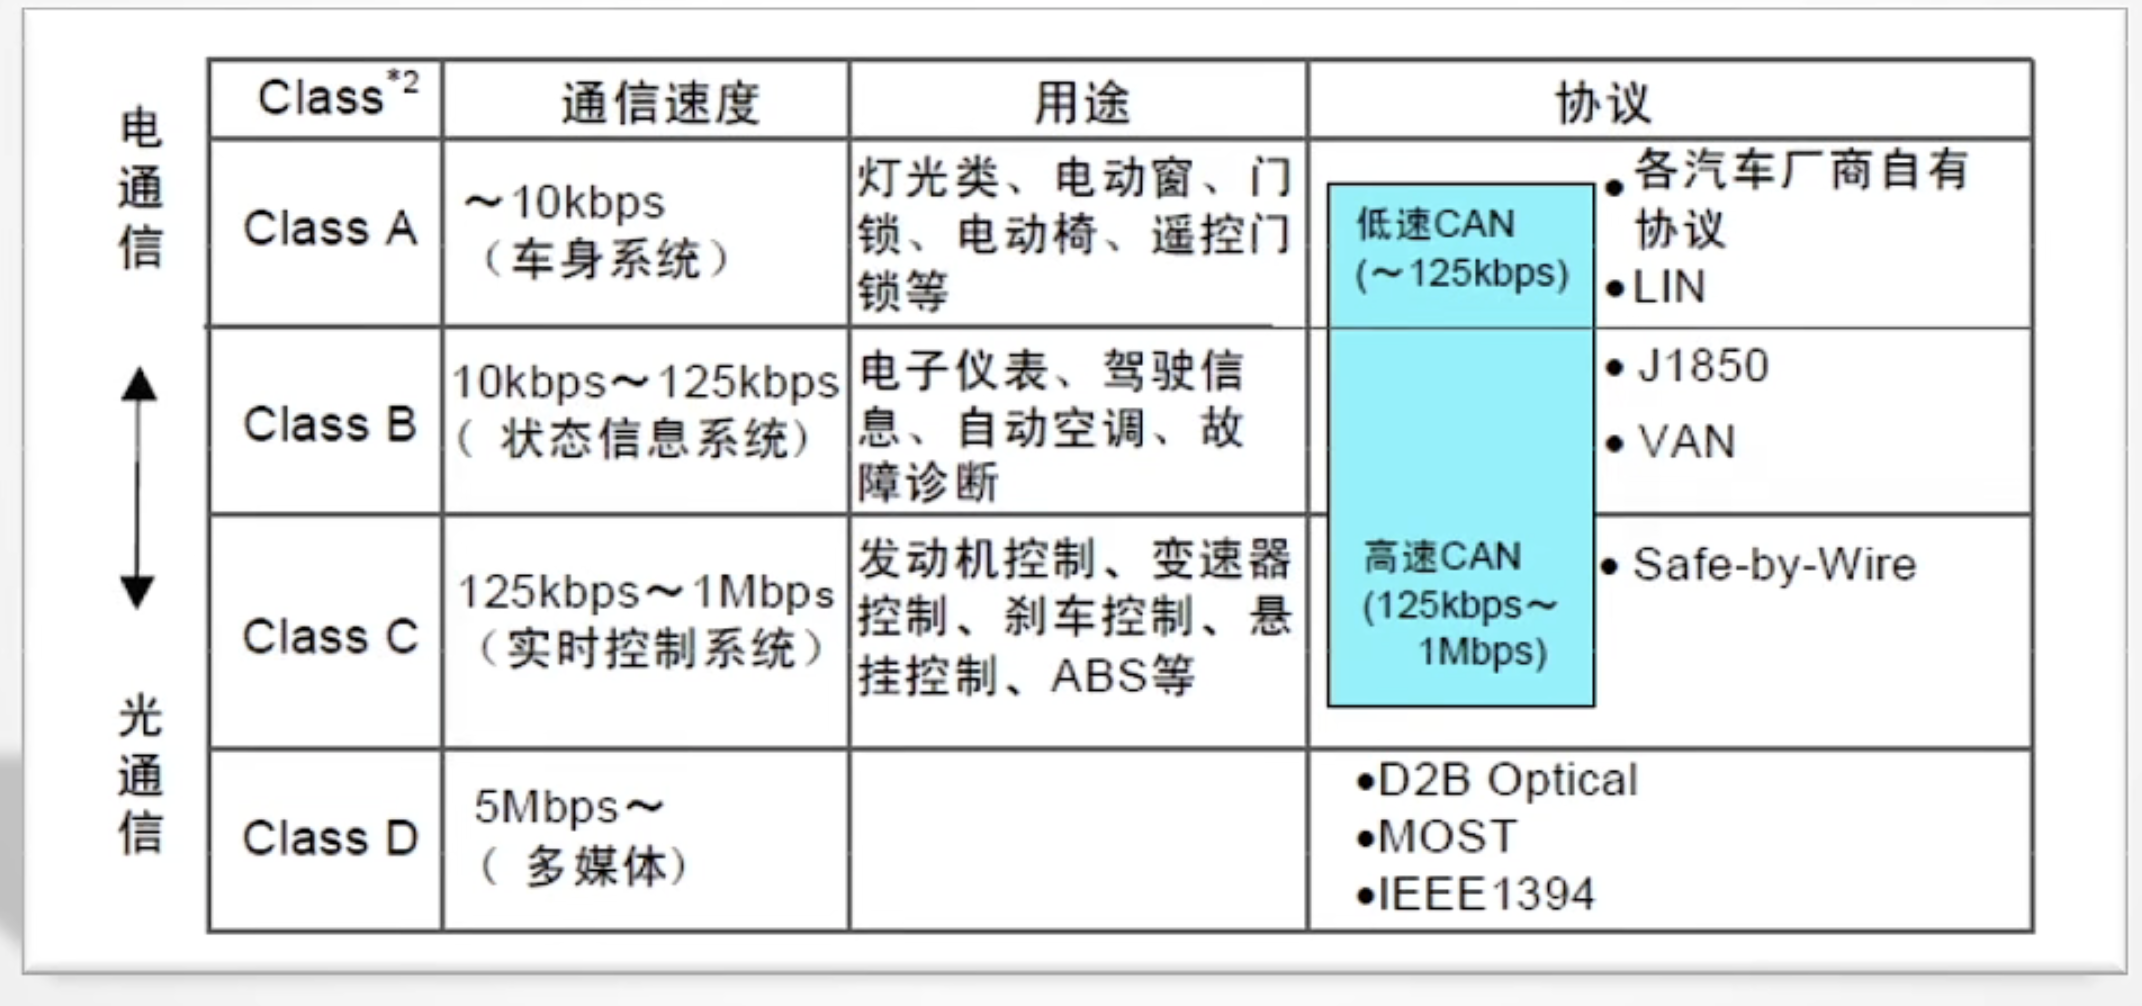 电通信
光通信
Class*2
通信速度
用途
协议
Class A
～10kbps
（车身系统）
灯光类、电动窗、门
锁、电动椅、遥控门
锁等
低速CAN
(～125kbps)
•各汽车厂商自有
协议
•LIN
Class B
10kbps～125kbps
（ 状态信息系统）
电子仪表、驾驶信
息、自动空调、故
障诊断
• J1850
• VAN
Class C
125kbps～1Mbps
（实时控制系统）
发动机控制、变速器
控制、刹车控制、悬
挂控制、ABS等
高速CAN
(125kbps～
1Mbps)
• Safe-by-Wire
Class D
5Mbps～
（ 多媒体）
•D2B Optical
•MOST
•IEEE1394